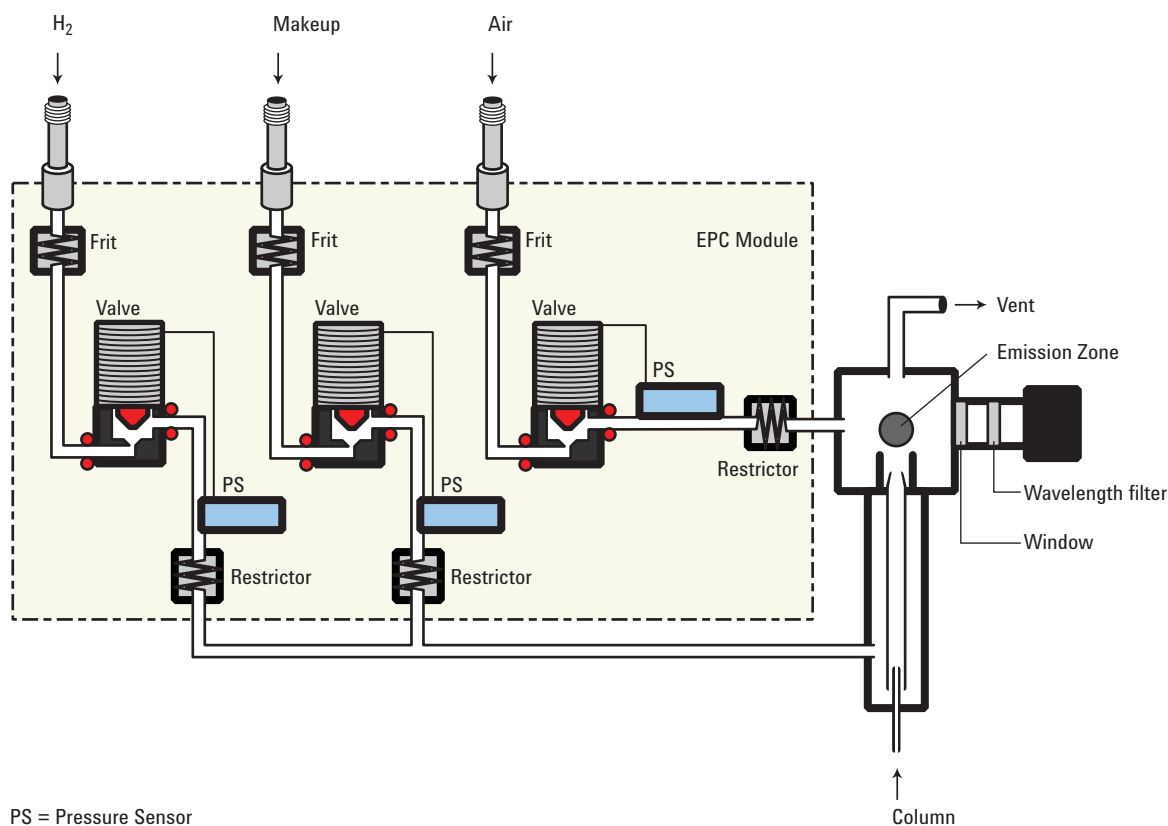 H2
Makeup
Air
Frit
Frit
Frit
EPC Module
Valve
Valve
Valve
Vent
Emission Zone
PS
Restrictor
PS
PS
Wavelength filter
Window
Restrictor
Restrictor
PS = Pressure Sensor
Column